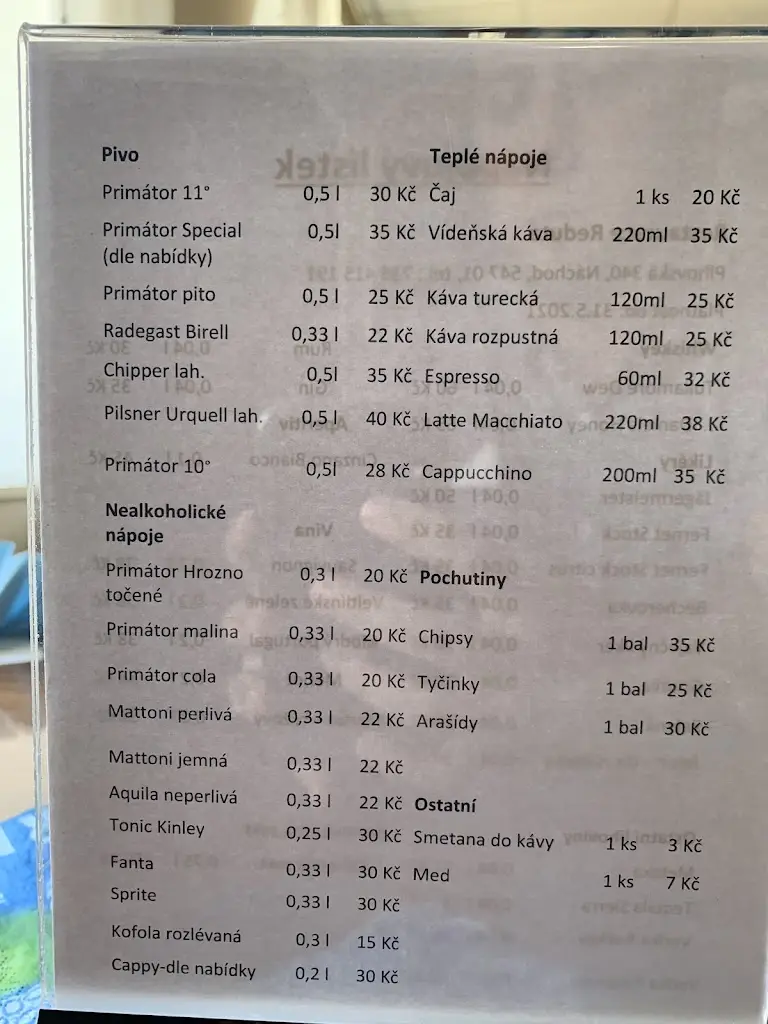 Pivo
Primátor 11° 0,5 l 30 Kč
Primátor Special 0,5l 35 Kč
(dle nabídky)
Primátor pito 0,5 l 25 Kč
Radegast Birell 0,33 l 22 Kč
Chipper lah. 0,5l 35 Kč
Pilsner Urquell lah. 0,5 l 40 Kč
Primátor 10° 0,5l 28 Kč
Nealkoholické
nápoje
Primátor Hrozno 0,3 l 20 Kč
točené
Primátor malina 0,33 l 20 Kč
Primátor cola 0,33 l 20 Kč
Mattoni perlivá 0,33 l 22 Kč
Mattoni jemná 0,33 l 22 Kč
Aquila neperlivá 0,33 l 22 Kč
Tonic Kinley 0,25 l 30 Kč
Fanta 0,33 l 30 Kč
Sprite 0,33 l 30 Kč
Kofola rozlévaná 0,3 l 15 Kč
Cappy-dle nabídky 0,2 l 30 Kč
Teplé nápoje
Čaj 1 ks 20 Kč
Vídeňská káva 220ml 35 Kč
Káva turecká 120ml 25 Kč
Káva rozpustná 120ml 25 Kč
Espresso 60ml 32 Kč
Latte Macchiato 220ml 38 Kč
Cappucchino 200ml 35 Kč
Pochutiny
Chipsy 1 bal 35 Kč
Tyčinky 1 bal 25 Kč
Arašídy 1 bal 30 Kč
Ostatní
Smetana do kávy 1 ks 3 Kč
Med 1 ks 7 Kč